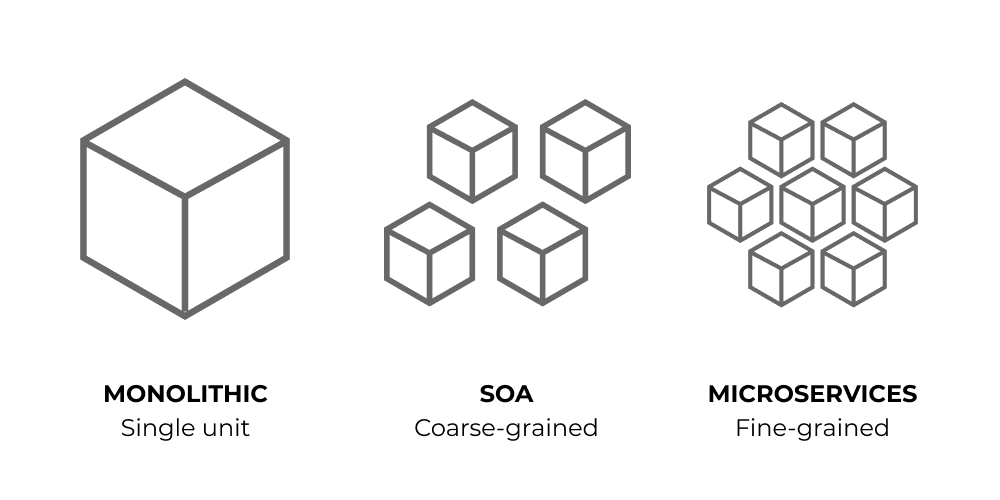 MONOLITHIC
Single unit
SOA
Coarse-grained
MICROSERVICES
Fine-grained